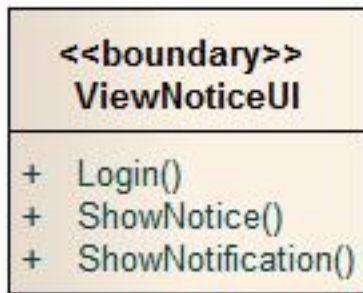 <<boundary>>
ViewNoticeUI
+ Login()
+ ShowNotice()
+ ShowNotification()